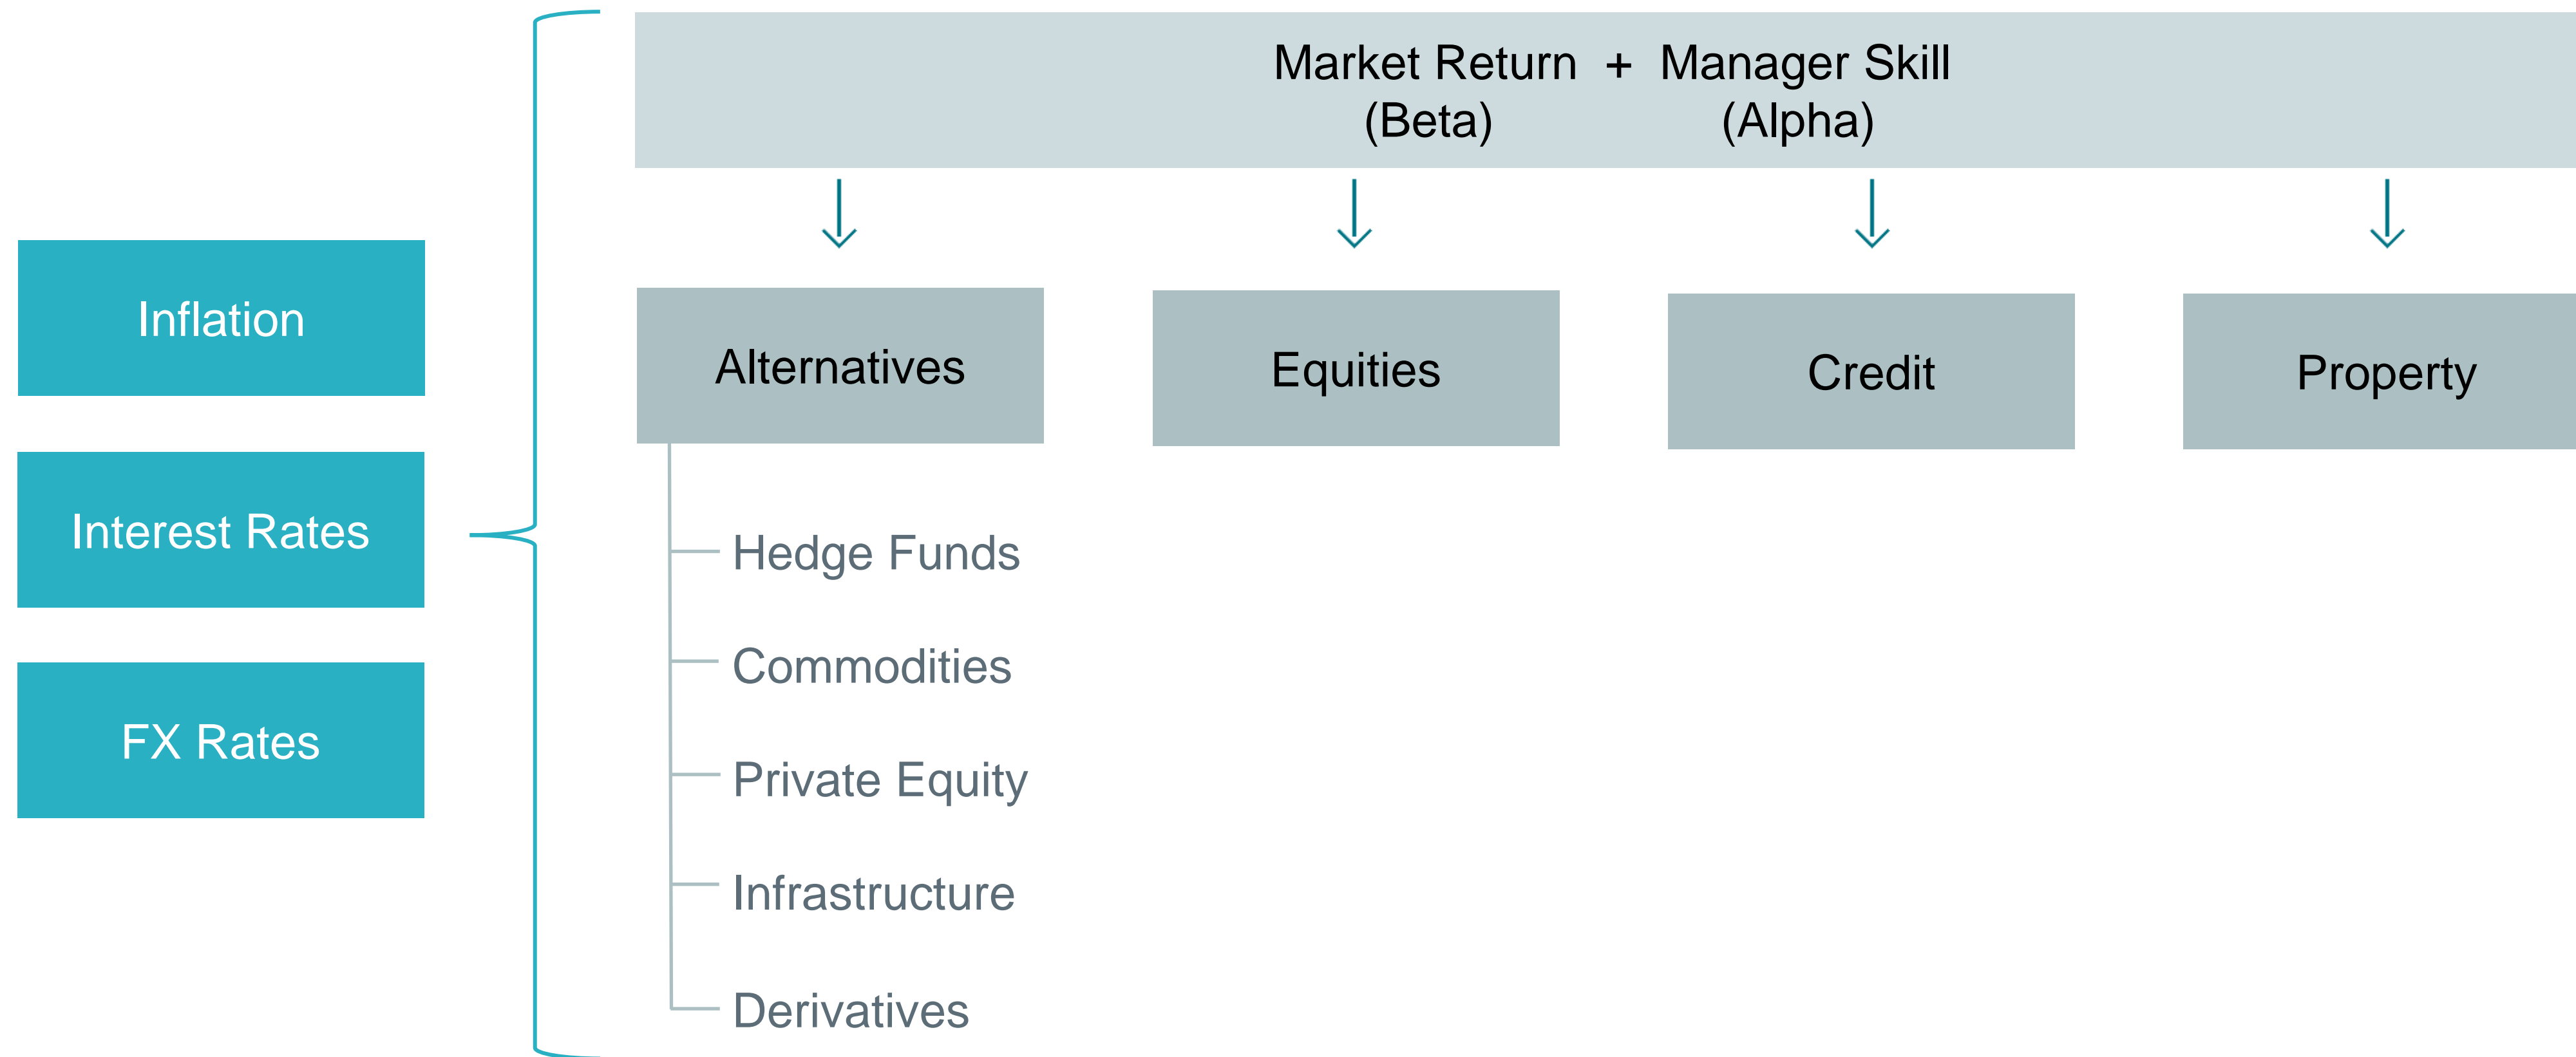 Market Return + Manager Skill
(Beta) (Alpha)
Inflation
Interest Rates
FX Rates
Alternatives
Equities
Credit
Property
Hedge Funds
Commodities
Private Equity
Infrastructure
Derivatives